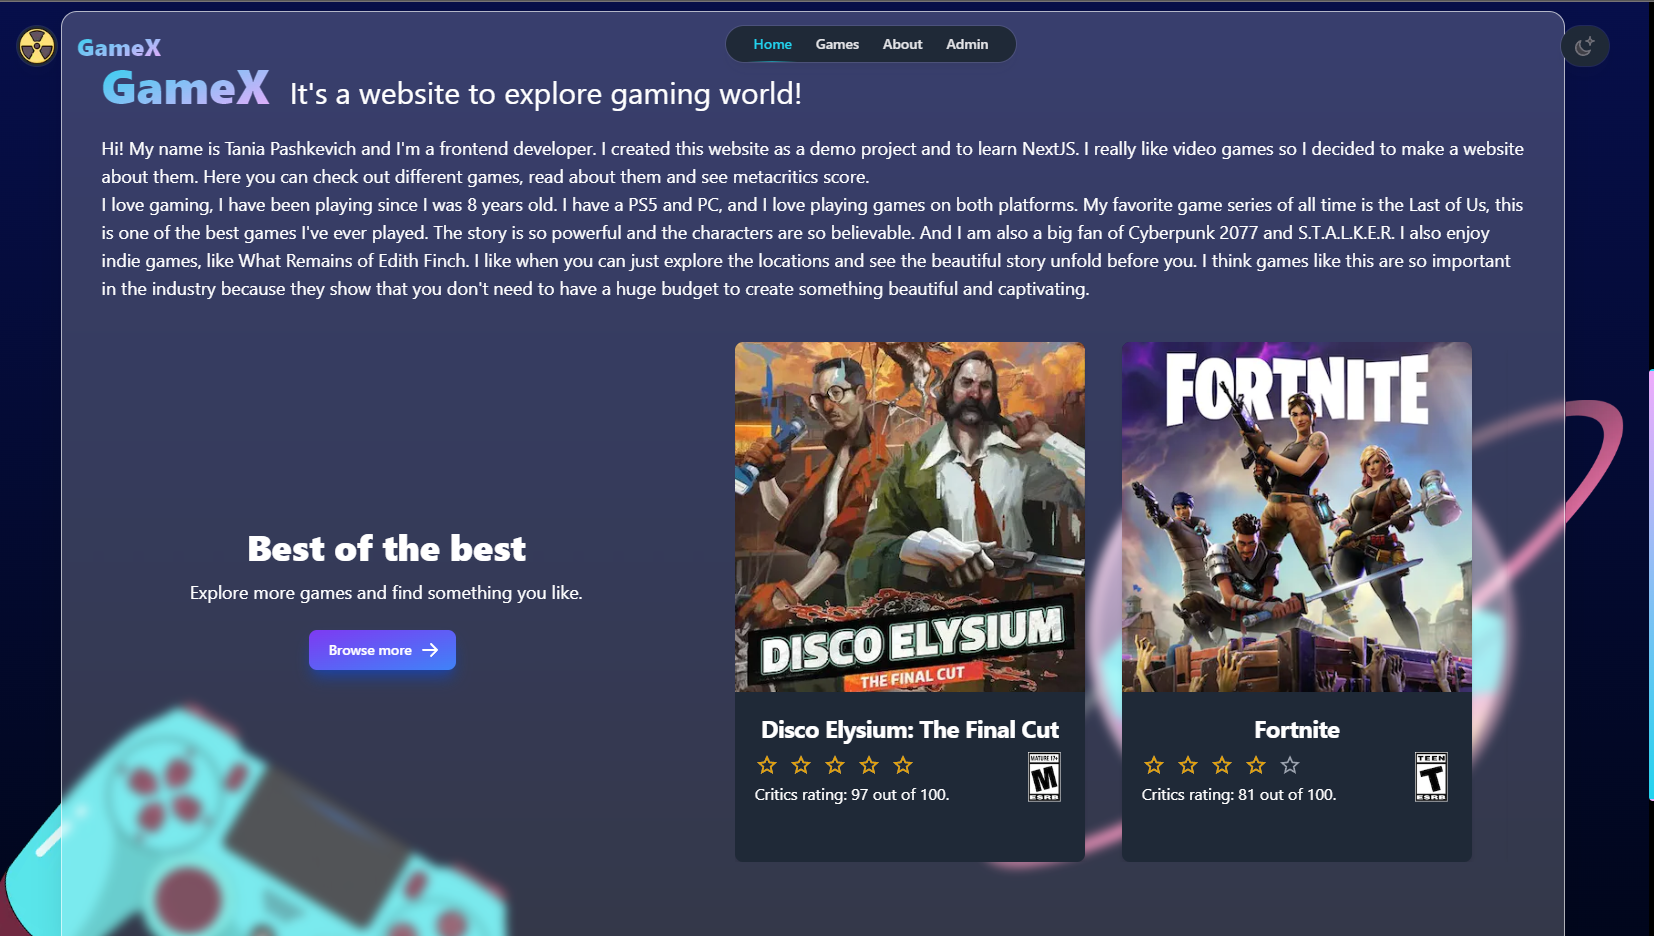 GameX
Home Games About Admin
GameX It's a website to explore gaming world!
Hi! My name is Tania Pashkevich and I'm a frontend developer. I created this website as a demo project and to learn NextJS. I really like video games so I decided to make a website
about them. Here you can check out different games, read about them and see metacritics score.
I love gaming, I have been playing since I was 8 years old. I have a PS5 and PC, and I love playing games on both platforms. My favorite game series of all time is the Last of Us, this
is one of the best games I've ever played. The story is so powerful and the characters are so believable. And I am also a big fan of Cyberpunk 2077 and S.T.A.L.K.E.R. I also enjoy
indie games, like What Remains of Edith Finch. I like when you can just explore the locations and see the beautiful story unfold before you. I think games like this are so important
in the industry because they show that you don't need to have a huge budget to create something beautiful and captivating.
Best of the best
Explore more games and find something you like.
Browse more
DISCO ELYSIUM
THE FINAL CUT
Disco Elysium: The Final Cut
Critics rating: 97 out of 100.
MATURE 17+
M
ESRB
FORTNITE
Fortnite
Critics rating: 81 out of 100.
TEEN
T
ESRB